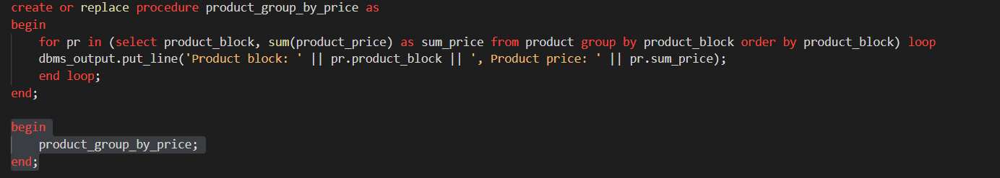 create or replace procedure product_group_by_price as
begin
    for pr in (select product_block, sum(product_price) as sum_price from product group by product_block order by product_block) loop
    dbms_output.put_line('Product block: ' || pr.product_block || ', Product price: ' || pr.sum_price);
    end loop;
end;

begin
    product_group_by_price;
end;